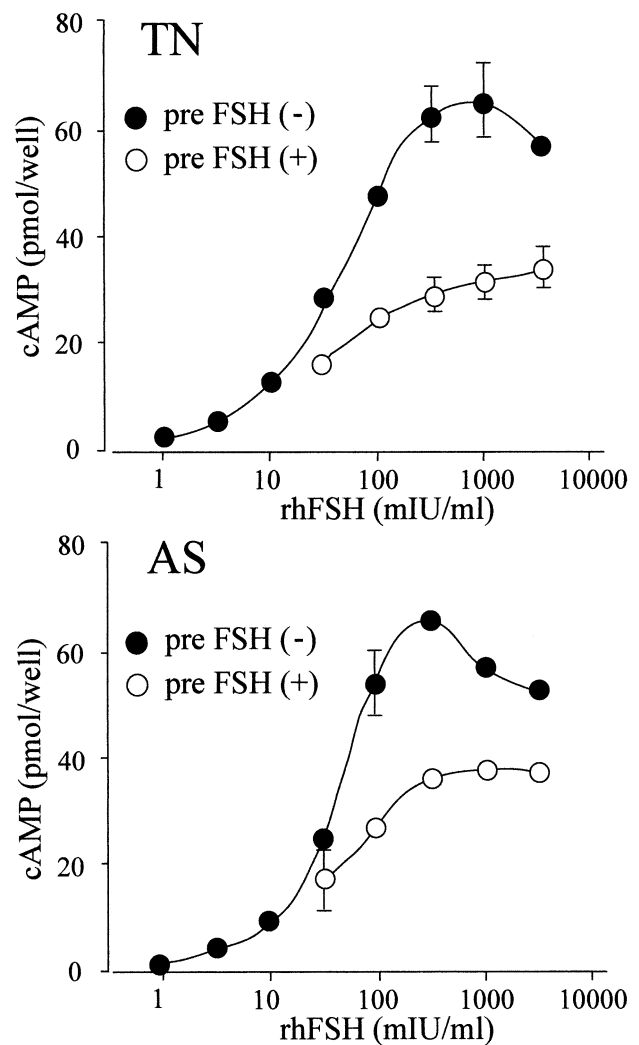 80
TN
pre FSH (-)
60
pre FSH (+)
40
20
0
cAMP (pmol/well)
1 10 100 1000 10000
rhFSH (mIU/ml)
80
AS
pre FSH (-)
60
pre FSH (+)
40
20
0
cAMP (pmol/well)
1 10 100 1000 10000
rhFSH (mIU/ml)